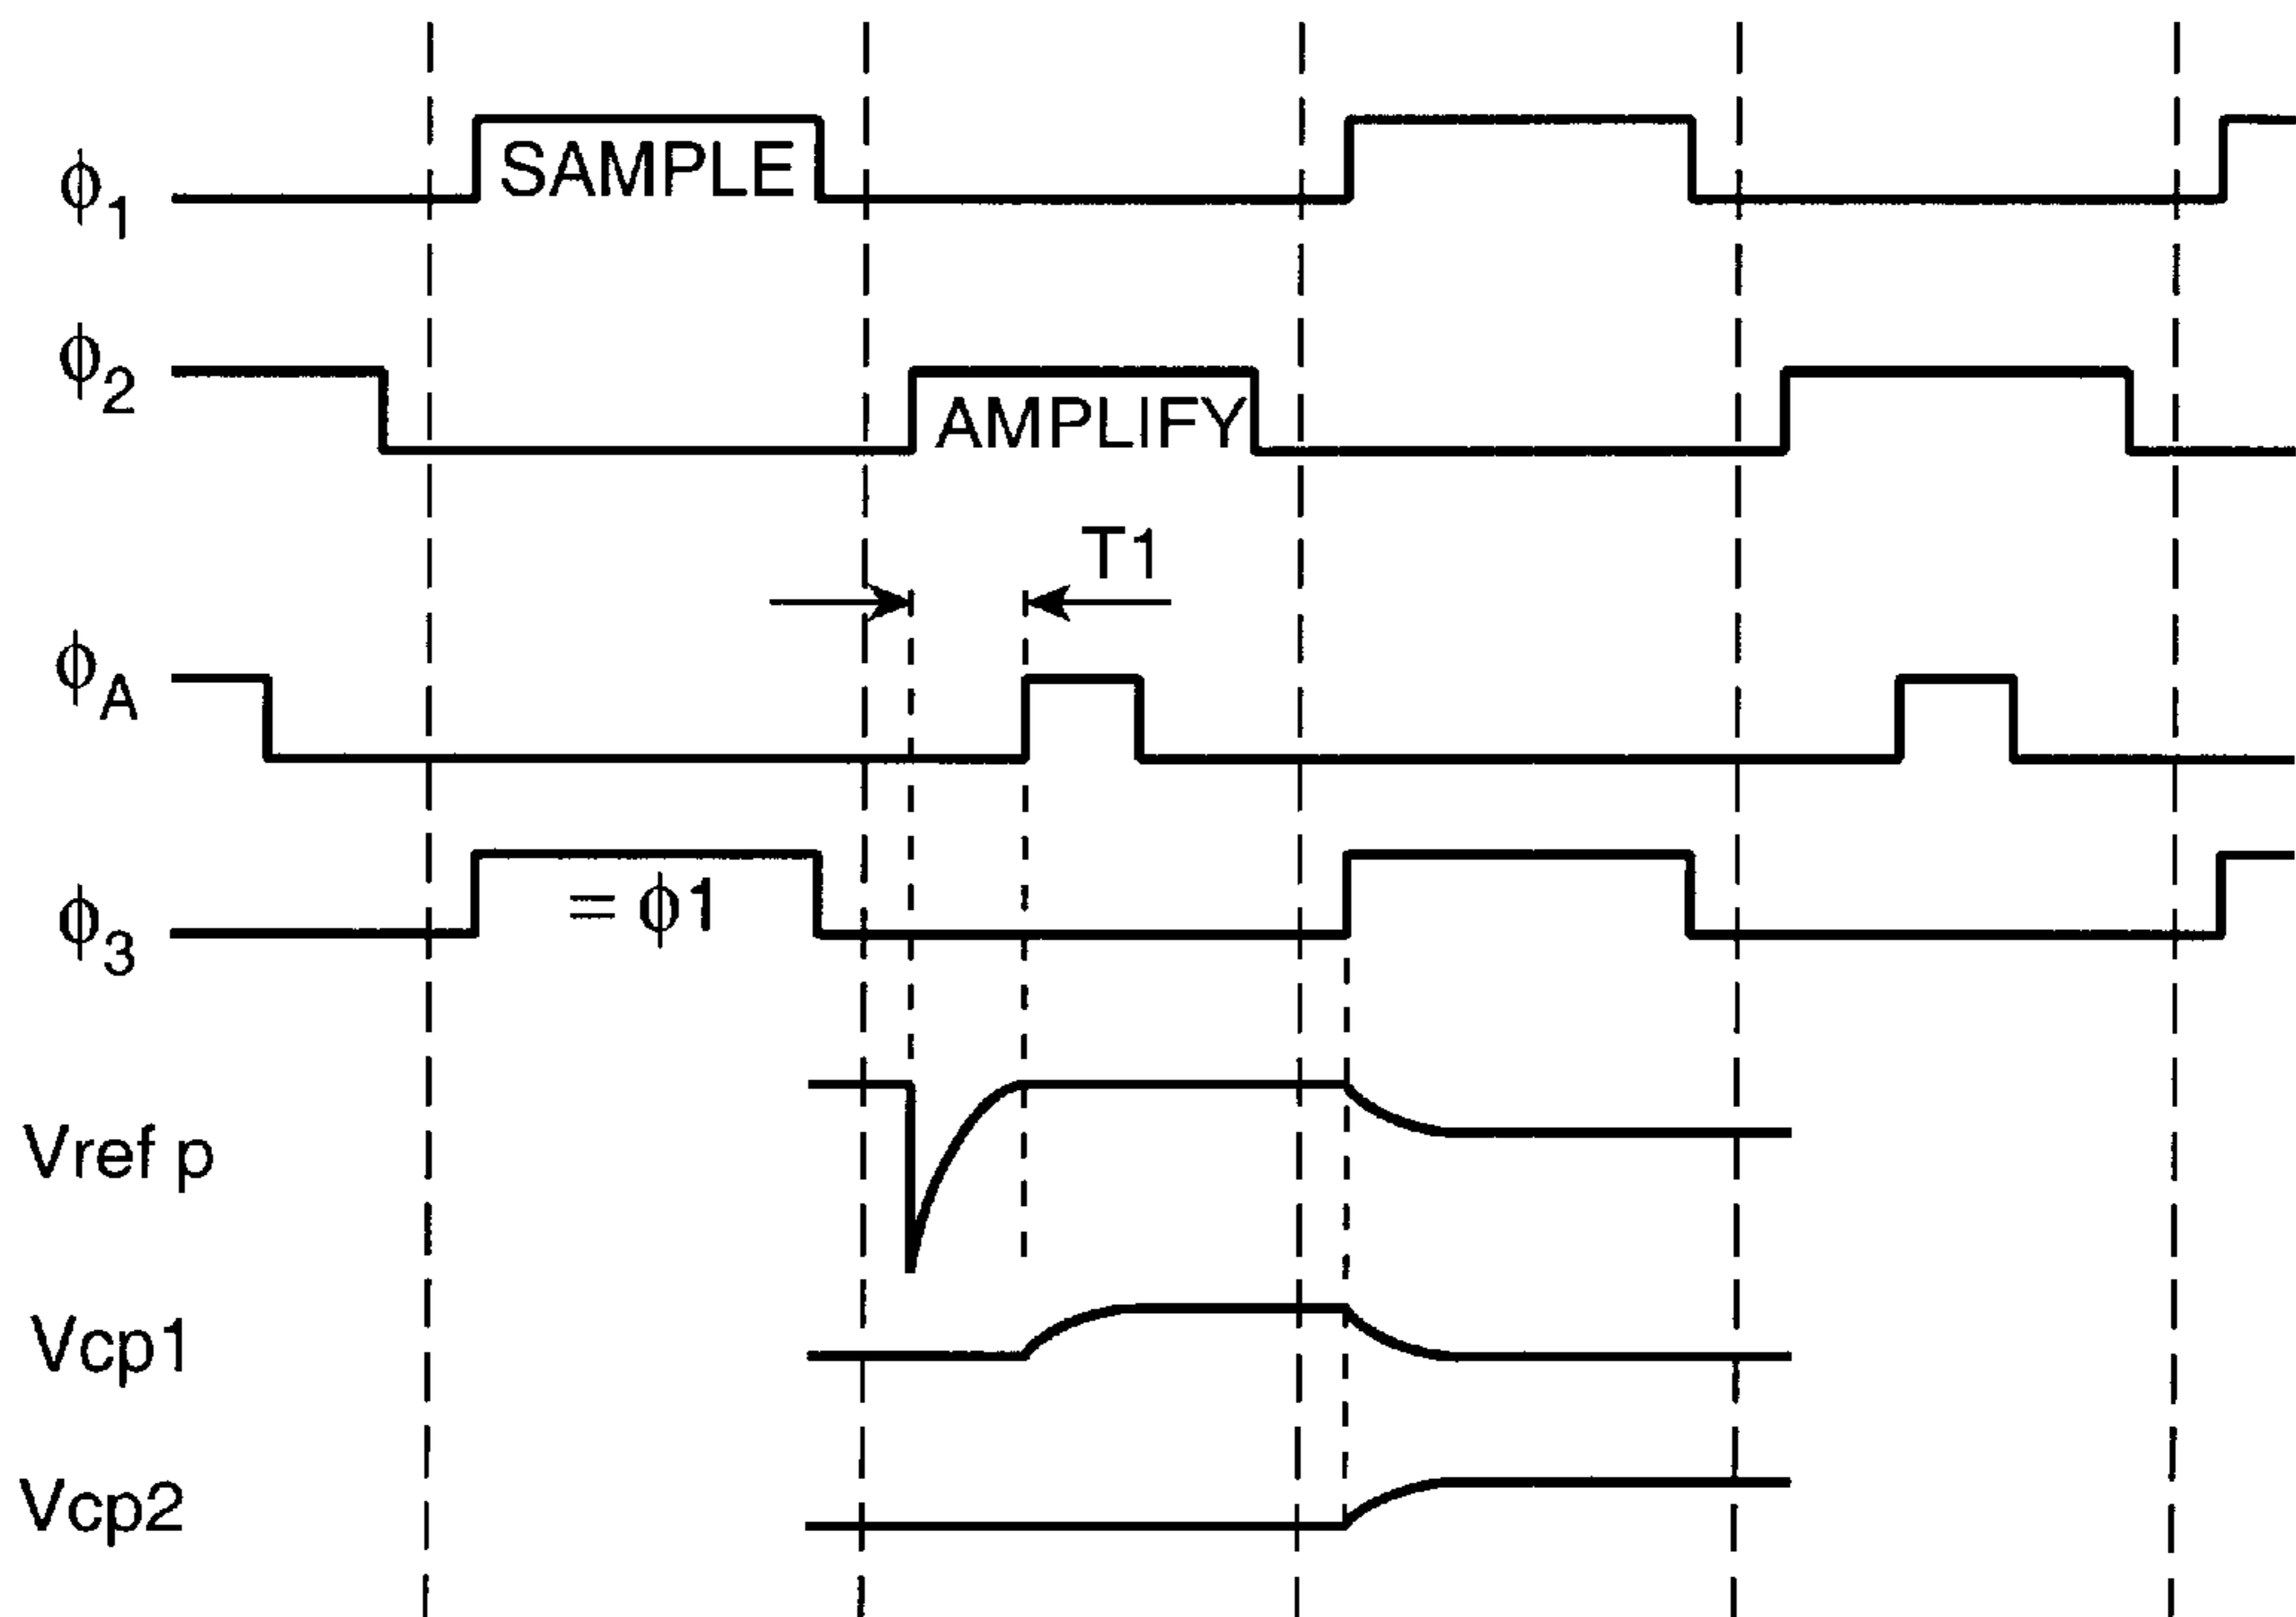 ϕ1
SAMPLE
ϕ2
AMPLIFY
T1
ϕA
ϕ3
= ϕ1
Vref p
Vcp1
Vcp2